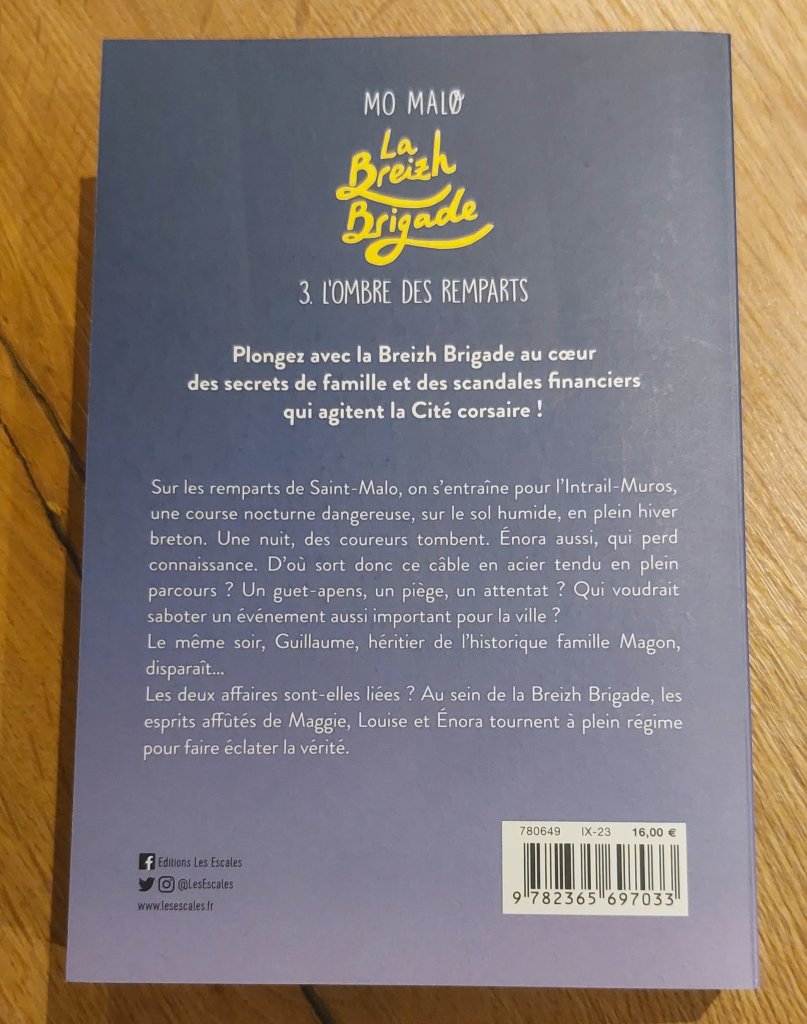 MO MALØ
La
Breizh
Brigade
3. L'OMBRE DES REMPARTS
Plongez avec la Breizh Brigade au cœur
des secrets de famille et des scandales financiers
qui agitent la Cité corsaire !
Sur les remparts de Saint-Malo, on s'entraîne pour l'Intrail-Muros,
une course nocturne dangereuse, sur le sol humide, en plein hiver
breton. Une nuit, des coureurs tombent. Énora aussi, qui perd
connaissance. D'où sort donc ce câble en acier tendu en plein
parcours ? Un guet-apens, un piège, un attentat ? Qui voudrait
saboter un événement aussi important pour la ville ?
Le même soir, Guillaume, héritier de l'historique famille Magon,
disparaît...
Les deux affaires sont-elles liées ? Au sein de la Breizh Brigade, les
esprits affûtés de Maggie, Louise et Énora tournent à plein régime
pour faire éclater la vérité.
Editions Les Escales
@LesEscales
www.lesescales.fr
780649 IX-23 16,00 €
9 782365 697033